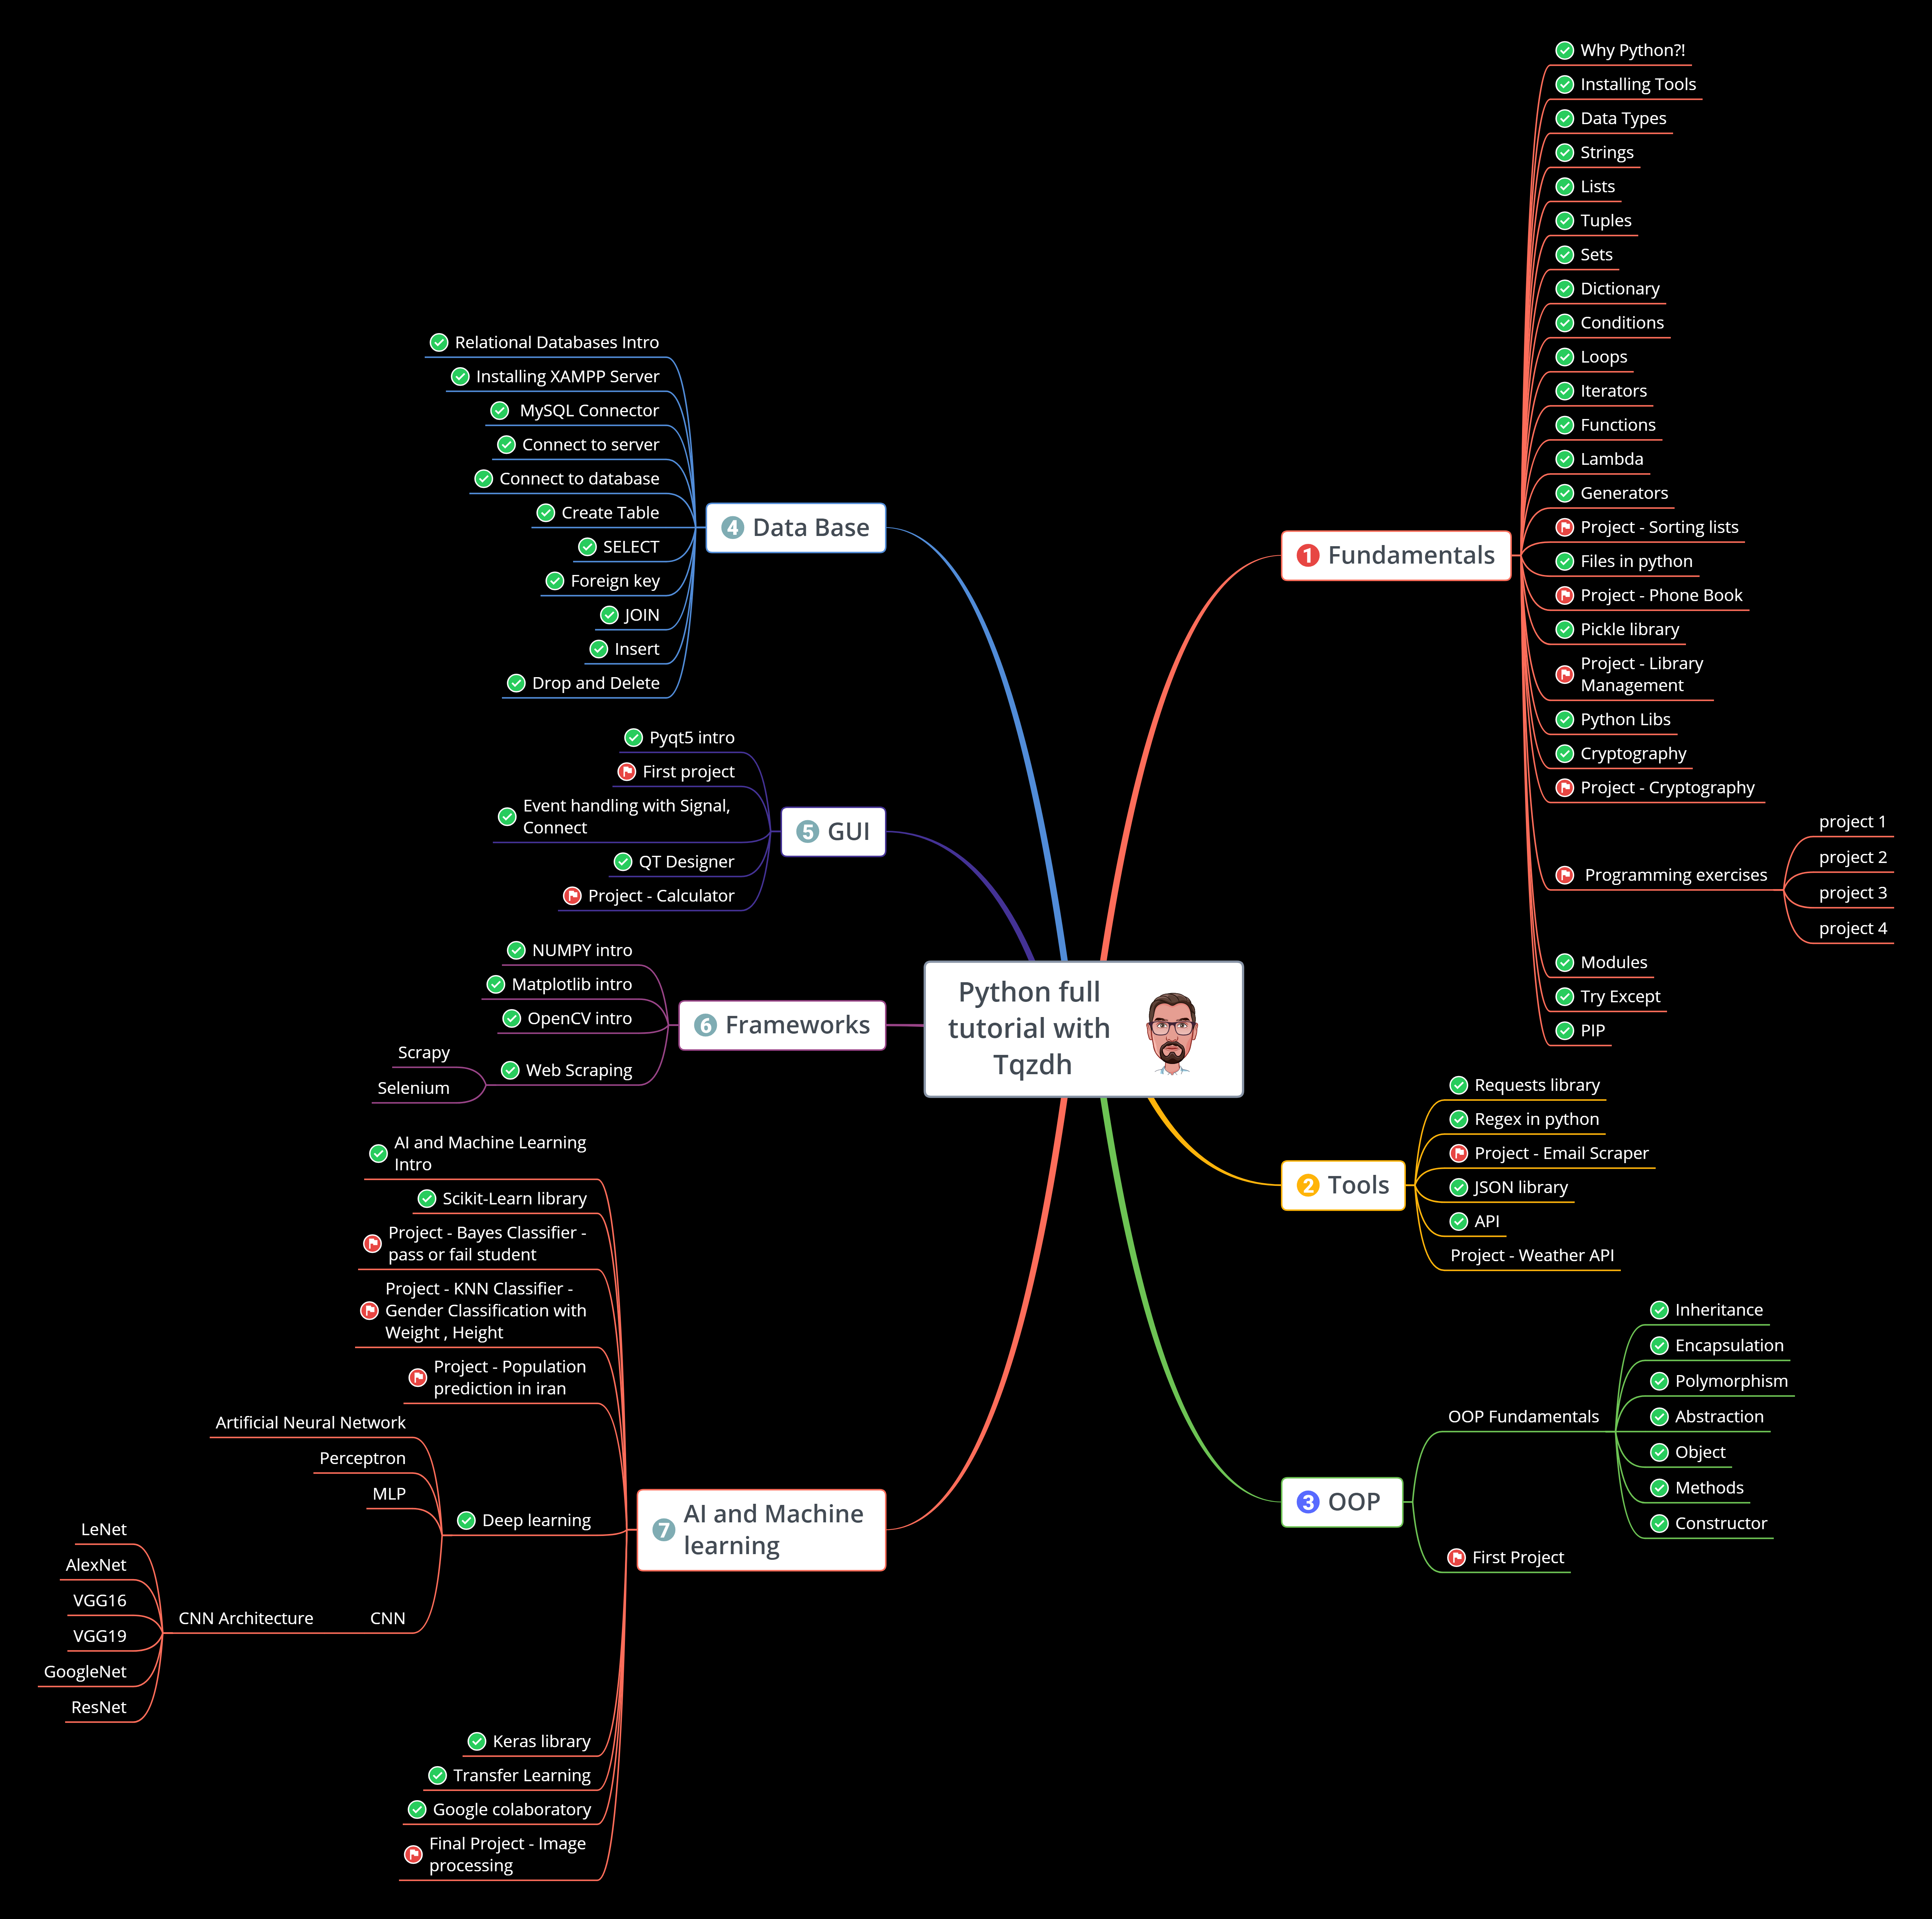 Python full
tutorial with
Tqzdh
1 Fundamentals
Why Python?!
Installing Tools
Data Types
Strings
Lists
Tuples
Sets
Dictionary
Conditions
Loops
Iterators
Functions
Lambda
Generators
Project - Sorting lists
Files in python
Project - Phone Book
Pickle library
Project - Library
Management
Python Libs
Cryptography
Project - Cryptography
Programming exercises
project 1
project 2
project 3
project 4
Modules
Try Except
PIP
2 Tools
Requests library
Regex in python
Project - Email Scraper
JSON library
API
Project - Weather API
3 OOP
OOP Fundamentals
Inheritance
Encapsulation
Polymorphism
Abstraction
Object
Methods
Constructor
First Project
4 Data Base
Relational Databases Intro
Installing XAMPP Server
MySQL Connector
Connect to server
Connect to database
Create Table
SELECT
Foreign key
JOIN
Insert
Drop and Delete
5 GUI
Pyqt5 intro
First project
Event handling with Signal,
Connect
QT Designer
Project - Calculator
6 Frameworks
NUMPY intro
Matplotlib intro
OpenCV intro
Web Scraping
Scrapy
Selenium
7 AI and Machine
learning
AI and Machine Learning
Intro
Scikit-Learn library
Project - Bayes Classifier -
pass or fail student
Project - KNN Classifier -
Gender Classification with
Weight , Height
Project - Population
prediction in iran
Deep learning
Artificial Neural Network
Perceptron
MLP
CNN
CNN Architecture
LeNet
AlexNet
VGG16
VGG19
GoogleNet
ResNet
Keras library
Transfer Learning
Google colaboratory
Final Project - Image
processing